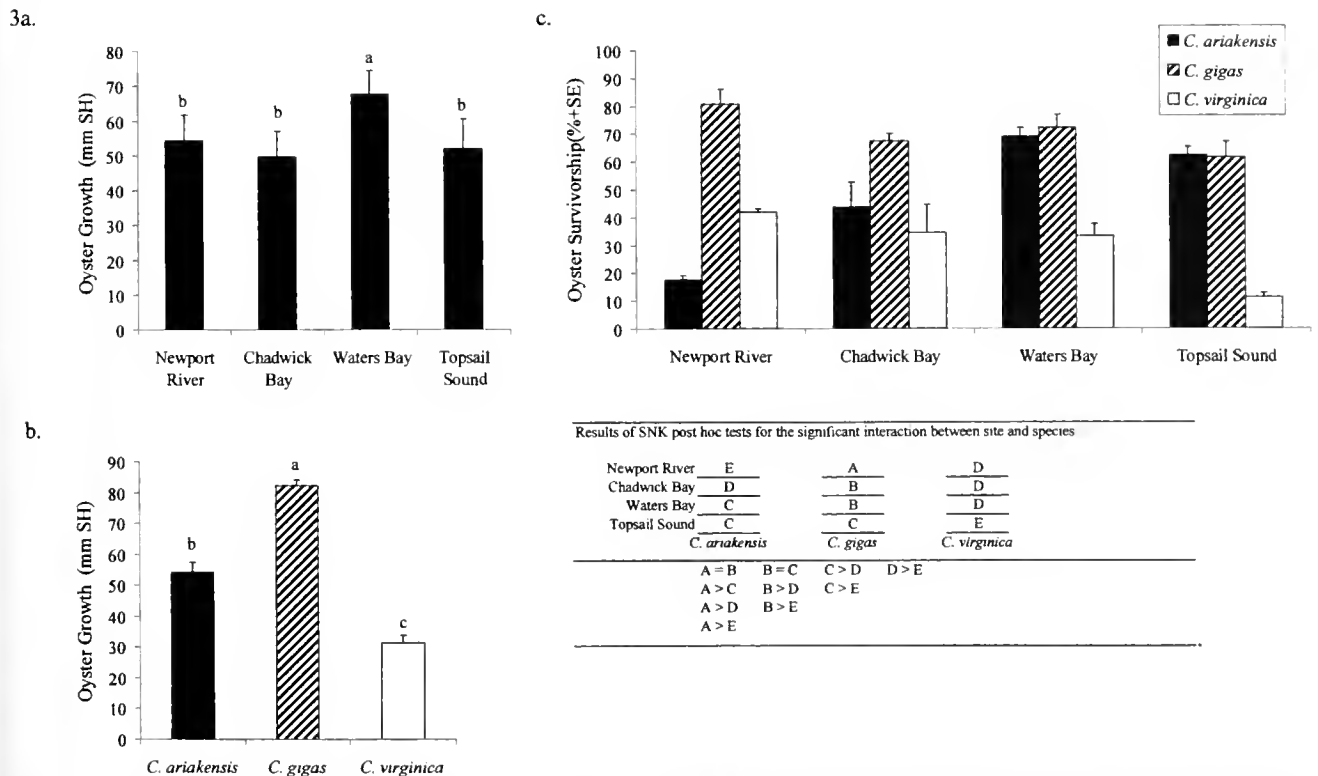 3a.
Oyster Growth (mm SH)
80
70
60
50
40
30
20
10
0
b
b
a
b
Newport River
Chadwick Bay
Waters Bay
Topsail Sound
b.
Oyster Growth (mm SH)
90
80
70
60
50
40
30
20
10
0
b
a
c
C. ariakensis
C. gigas
C. virginica
c.
Oyster Survivorship(%+SE)
100
90
80
70
60
50
40
30
20
10
0
C. ariakensis
C. gigas
C. virginica
Newport River
Chadwick Bay
Waters Bay
Topsail Sound
Results of SNK post hoc tests for the significant interaction between site and species
Newport River E A D
Chadwick Bay D B D
Waters Bay C B D
Topsail Sound C C E
C. ariakensis C. gigas C. virginica
A = B B = C C > D D > E
A > C B > D C > E
A > D B > E
A > E